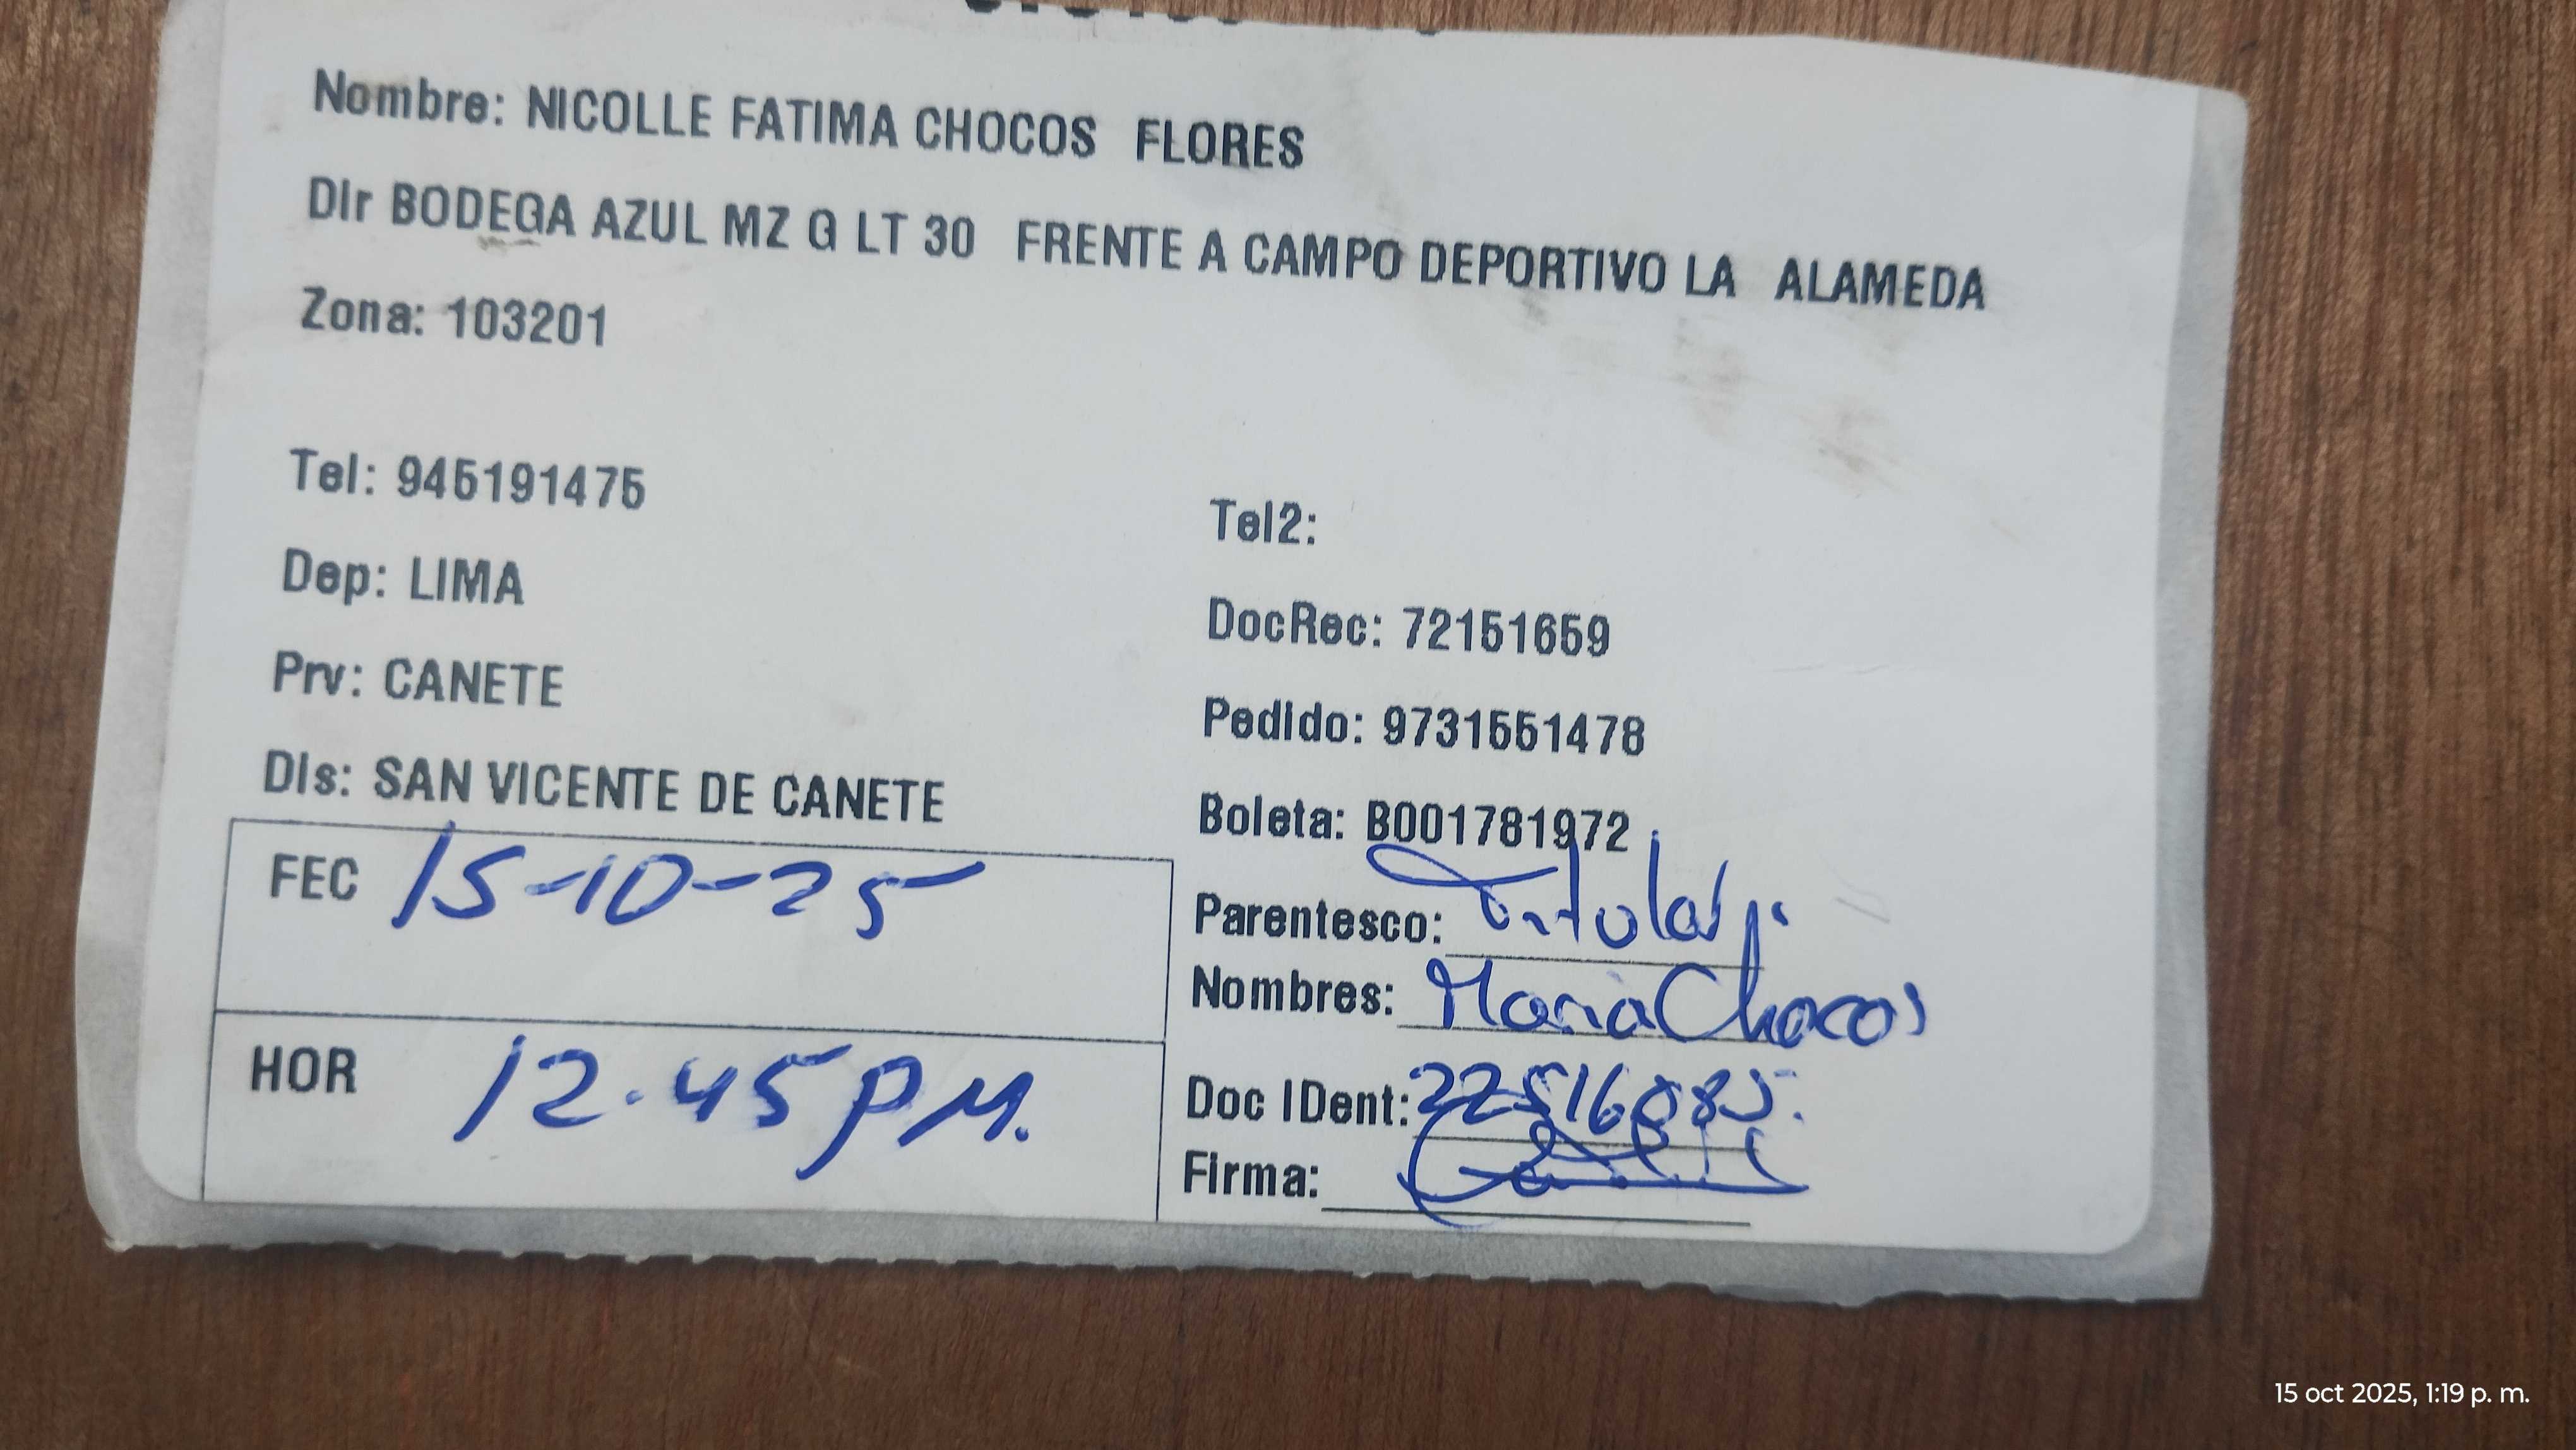 Nombre: NICOLLE FATIMA CHOCOS FLORES
Dir BODEGA AZUL MZ G LT 30 FRENTE A CAMPO DEPORTIVO LA ALAMEDA
Zona: 103201
Tel: 945191475
Tel2:
Dep: LIMA
DocRec: 72151659
Prv: CANETE
Pedido: 9731551478
Dis: SAN VICENTE DE CANETE
Boleta: B001781972
FEC 15-10-25
Parentesco: titular
Nombres: Maria Chocos
HOR 12.45 PM.
Doc IDent: 22516085.
Firma:
15 oct 2025, 1:19 p. m.